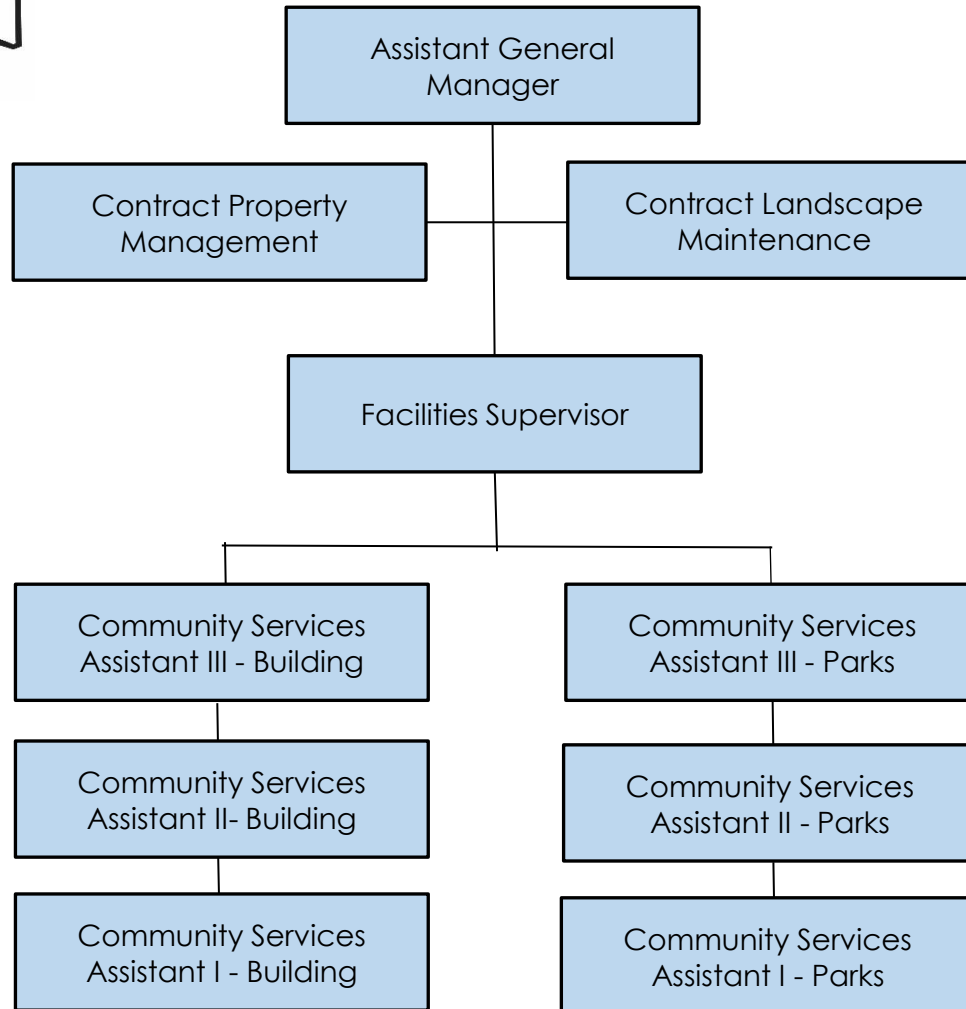 Assistant General
Manager
Contract Property
Management
Contract Landscape
Maintenance
Facilities Supervisor
Community Services
Assistant III - Building
Community Services
Assistant III - Parks
Community Services
Assistant II- Building
Community Services
Assistant II - Parks
Community Services
Assistant I - Building
Community Services
Assistant I - Parks